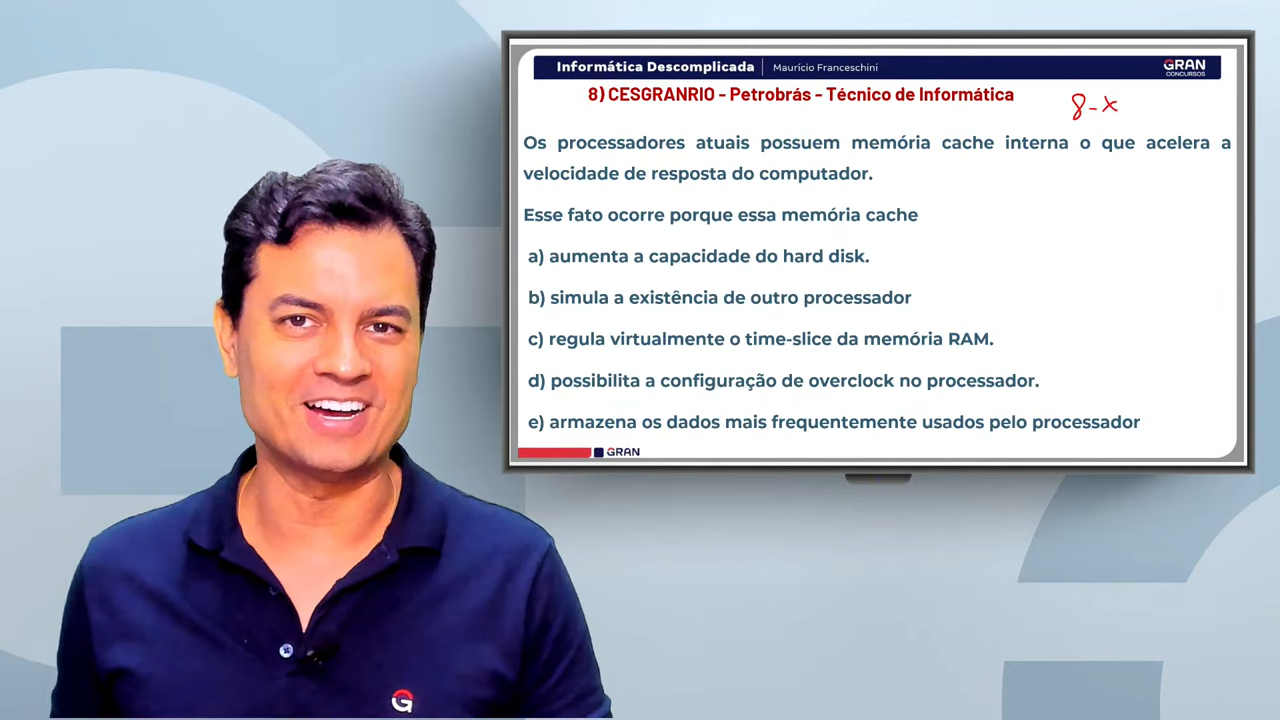 Informática Descomplicada | Maurício Franceschini
GRAN
CONCURSOS
8) CESGRANRIO - Petrobrás - Técnico de Informática
8-x
Os processadores atuais possuem memória cache interna o que acelera a
velocidade de resposta do computador.
Esse fato ocorre porque essa memória cache
a) aumenta a capacidade do hard disk.
b) simula a existência de outro processador
c) regula virtualmente o time-slice da memória RAM.
d) possibilita a configuração de overclock no processador.
e) armazena os dados mais frequentemente usados pelo processador
GRAN
G